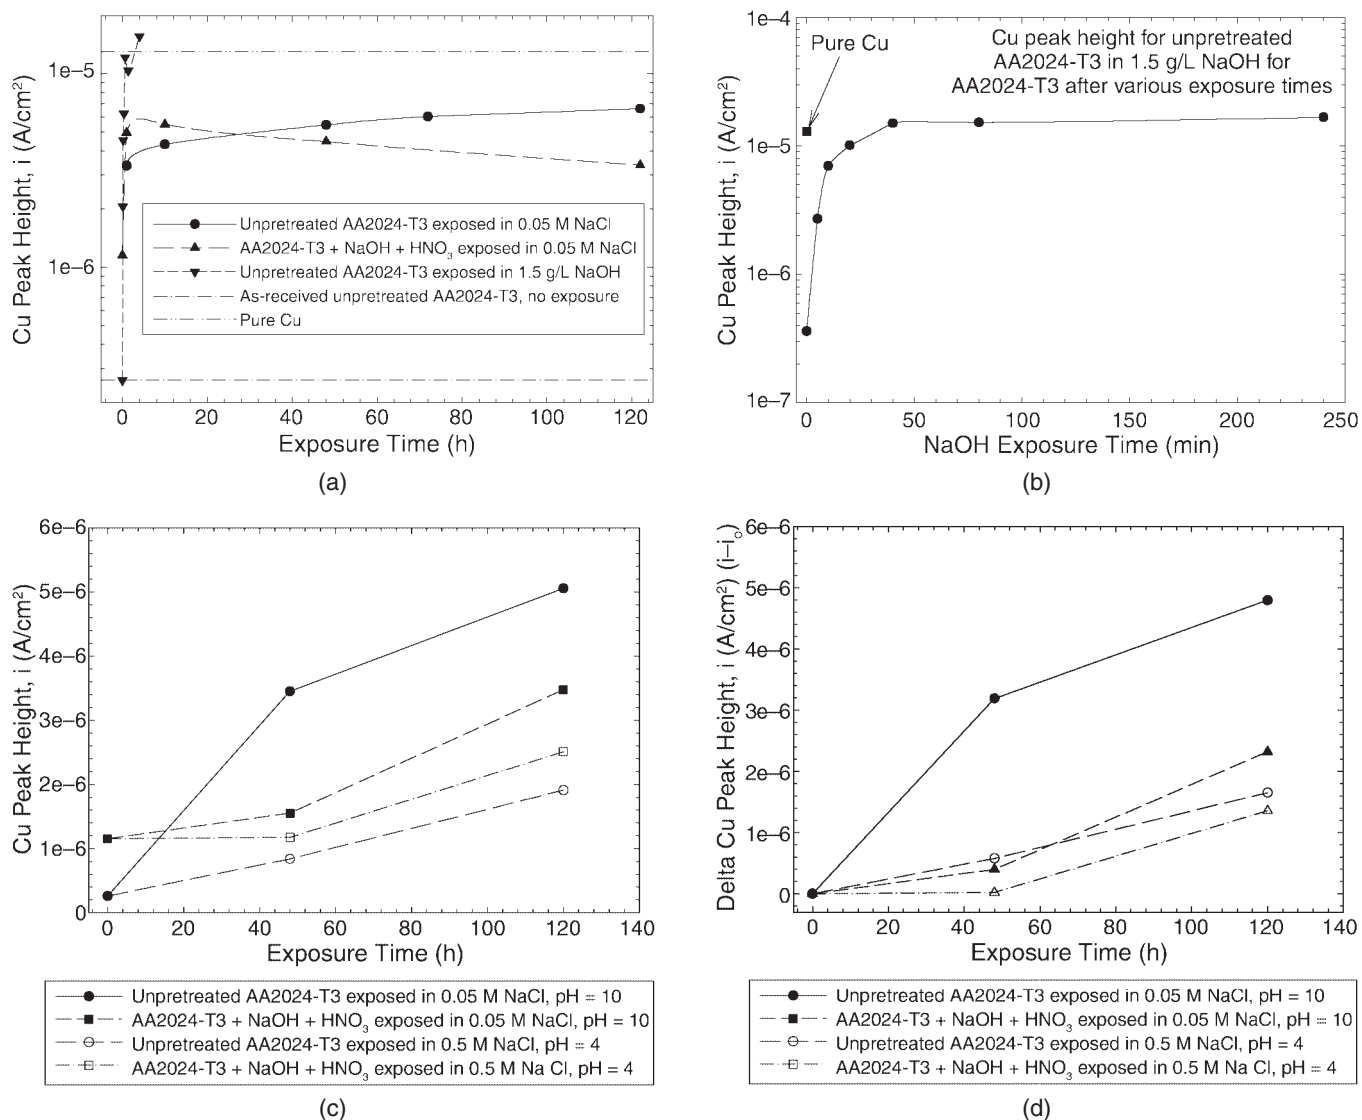 Cu Peak Height, i (A/cm²)
1e–5
1e–6
Unpretreated AA2024-T3 exposed in 0.05 M NaCl
AA2024-T3 + NaOH + HNO₃ exposed in 0.05 M NaCl
Unpretreated AA2024-T3 exposed in 1.5 g/L NaOH
As-received unpretreated AA2024-T3, no exposure
Pure Cu
0 20 40 60 80 100 120
Exposure Time (h)
(a)
Cu Peak Height, i (A/cm²)
1e–4
1e–5
1e–6
1e–7
Pure Cu
Cu peak height for unpretreated
AA2024-T3 in 1.5 g/L NaOH for
AA2024-T3 after various exposure times
0 50 100 150 200 250
NaOH Exposure Time (min)
(b)
Cu Peak Height, i (A/cm²)
6e–6
5e–6
4e–6
3e–6
2e–6
1e–6
0
0 20 40 60 80 100 120 140
Exposure Time (h)
Unpretreated AA2024-T3 exposed in 0.05 M NaCl, pH = 10
AA2024-T3 + NaOH + HNO₃ exposed in 0.05 M NaCl, pH = 10
Unpretreated AA2024-T3 exposed in 0.5 M NaCl, pH = 4
AA2024-T3 + NaOH + HNO₃ exposed in 0.5 M Na Cl, pH = 4
(c)
Delta Cu Peak Height, i (A/cm²) (i–iₒ)
6e–6
5e–6
4e–6
3e–6
2e–6
1e–6
0
0 20 40 60 80 100 120 140
Exposure Time (h)
Unpretreated AA2024-T3 exposed in 0.05 M NaCl, pH = 10
AA2024-T3 + NaOH + HNO₃ exposed in 0.05 M NaCl, pH = 10
Unpretreated AA2024-T3 exposed in 0.5 M NaCl, pH = 4
AA2024-T3 + NaOH + HNO₃ exposed in 0.5 M NaCl, pH = 4
(d)